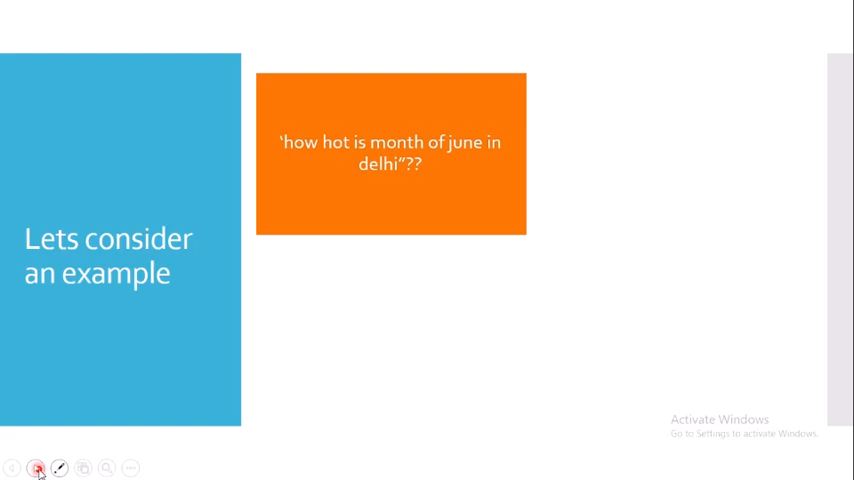 ‘how hot is month of june in
delhi”??
Lets consider
an example
Activate Windows
Go to Settings to activate Windows.